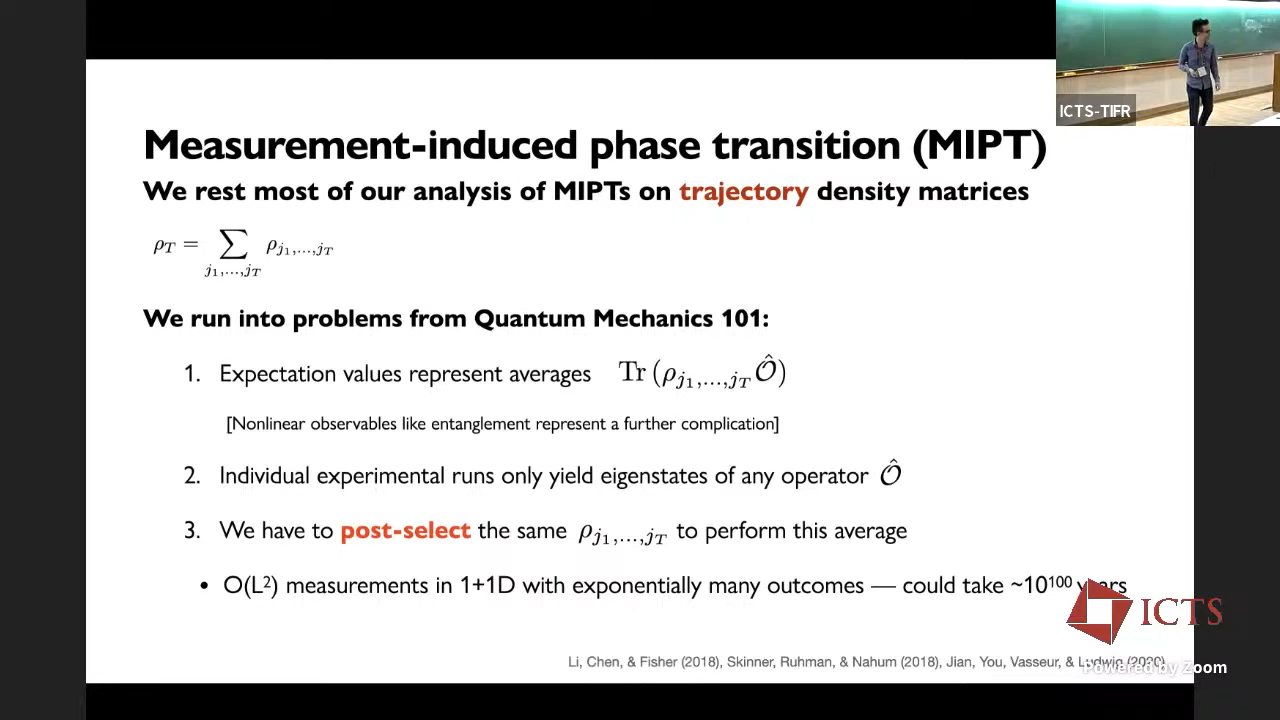 ICTS-TIFR
Measurement-induced phase transition (MIPT)
We rest most of our analysis of MIPTs on trajectory density matrices
ρ_T = ∑_{j₁,...,j_T} ρ_{j₁,...,j_T}
We run into problems from Quantum Mechanics 101:
1. Expectation values represent averages Tr (ρ_{j₁,...,j_T} Ô)
[Nonlinear observables like entanglement represent a further complication]
2. Individual experimental runs only yield eigenstates of any operator Ô
3. We have to post-select the same ρ_{j₁,...,j_T} to perform this average
• O(L²) measurements in 1+1D with exponentially many outcomes — could take ~10¹⁰⁰ years
ICTS
Li, Chen, & Fisher (2018), Skinner, Ruhman, & Nahum (2018), Jian, You, Vasseur, & Ludwig (2020)
Powered by Zoom